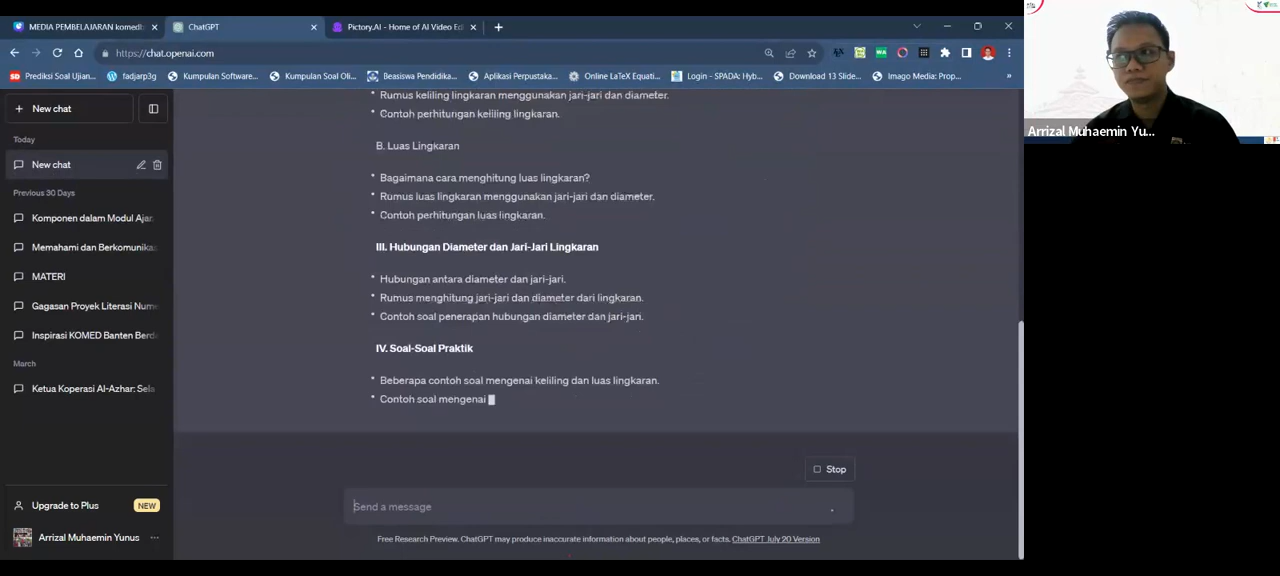 MEDIA PEMBELAJARAN komedb
ChatGPT
Pictory.AI - Home of AI Video Edi
https://chat.openai.com
Prediksi Soal Ujian...
fadjarp3g
Kumpulan Software...
Kumpulan Soal Oli...
Beasiswa Pendidika...
Aplikasi Perpustaka...
Online LaTeX Equati...
Login - SPADA: Hyb...
Download 13 Slide...
Imago Media: Prop...
New chat
Today
New chat
Previous 30 Days
Komponen dalam Modul Ajar
Memahami dan Berkomunika
MATERI
Gagasan Proyek Literasi Num
Inspirasi KOMED Banten Berd
March
Ketua Koperasi Al-Azhar: Sela
Upgrade to Plus
NEW
Arrizal Muhaemin Yunus
Rumus keliling lingkaran menggunakan jari-jari dan diameter.
Contoh perhitungan keliling lingkaran.
B. Luas Lingkaran
Bagaimana cara menghitung luas lingkaran?
Rumus luas lingkaran menggunakan jari-jari dan diameter.
Contoh perhitungan luas lingkaran.
III. Hubungan Diameter dan Jari-Jari Lingkaran
Hubungan antara diameter dan jari-jari.
Rumus menghitung jari-jari dan diameter dari lingkaran.
Contoh soal penerapan hubungan diameter dan jari-jari.
IV. Soal-Soal Praktik
Beberapa contoh soal mengenai keliling dan luas lingkaran.
Contoh soal mengenai
Stop
Send a message
Free Research Preview. ChatGPT may produce inaccurate information about people, places, or facts. ChatGPT July 20 Version
Arrizal Muhaemin Yu...